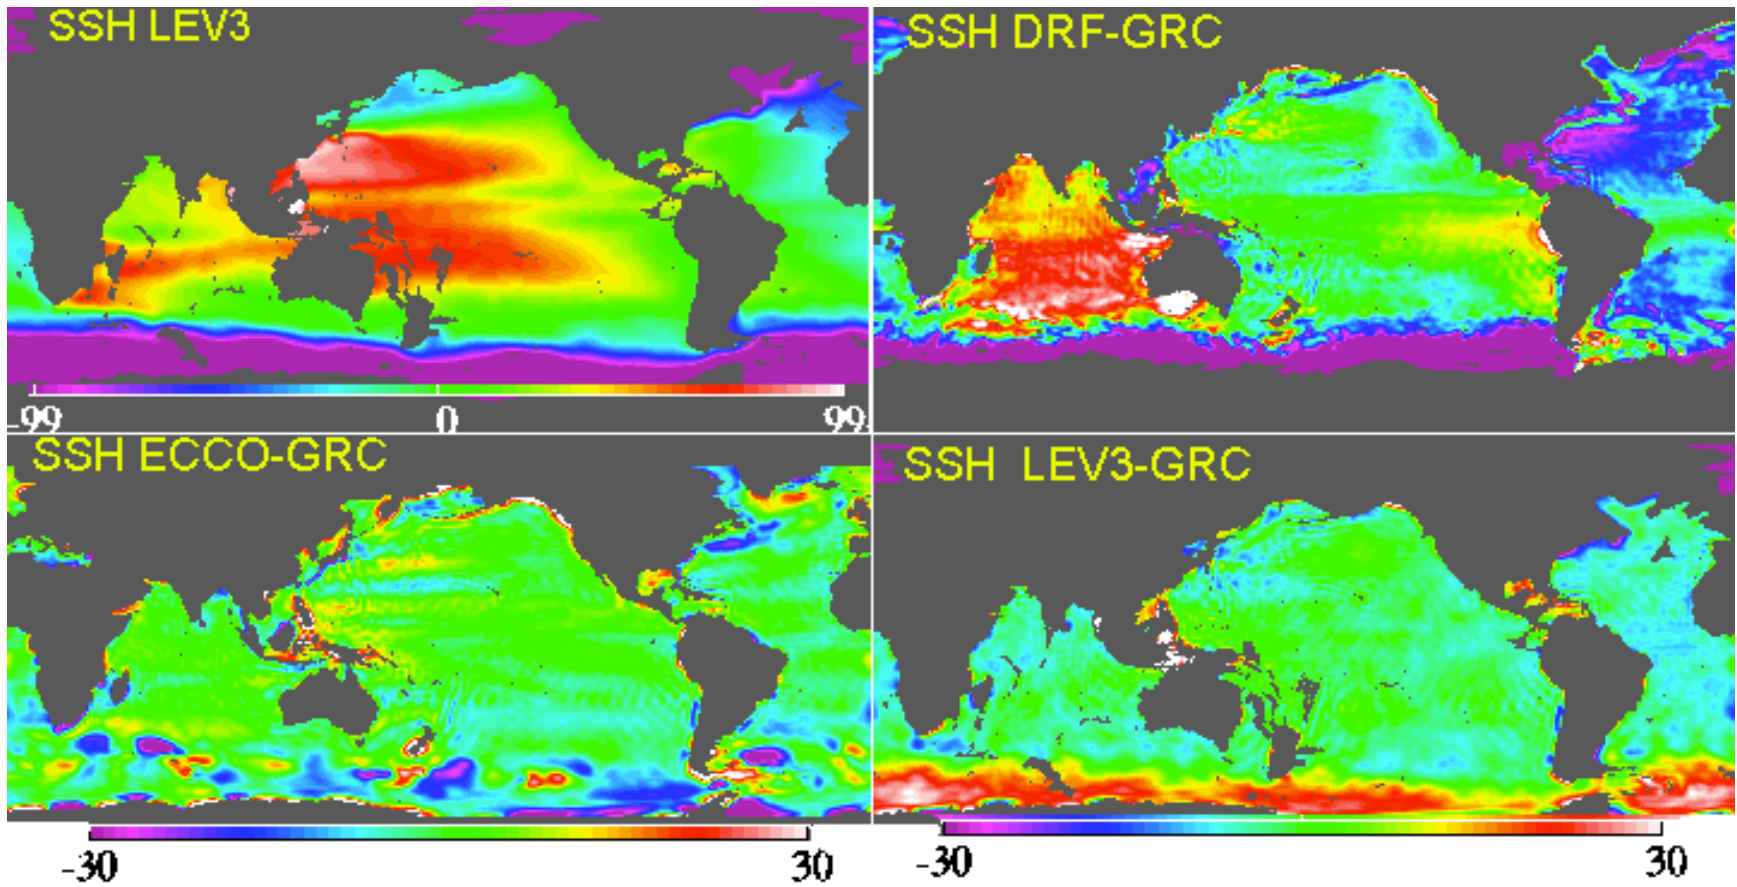 SSH LEV3
SSH DRF-GRC
-99 0 99.
SSH ECCO-GRC
SSH LEV3-GRC
-30 30
-30 30